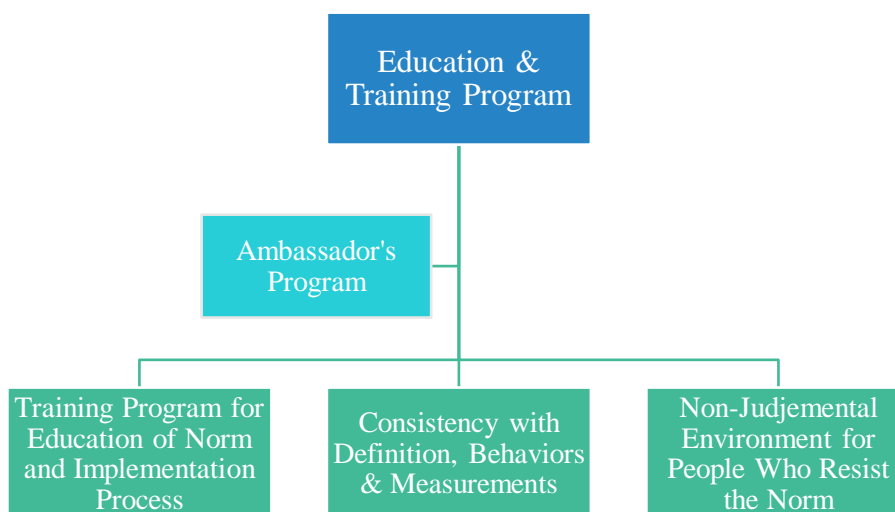 Education &
Training Program
Ambassador's
Program
Training Program for
Education of Norm
and Implementation
Process
Consistency with
Definition, Behaviors
& Measurements
Non-Judjemental
Environment for
People Who Resist
the Norm